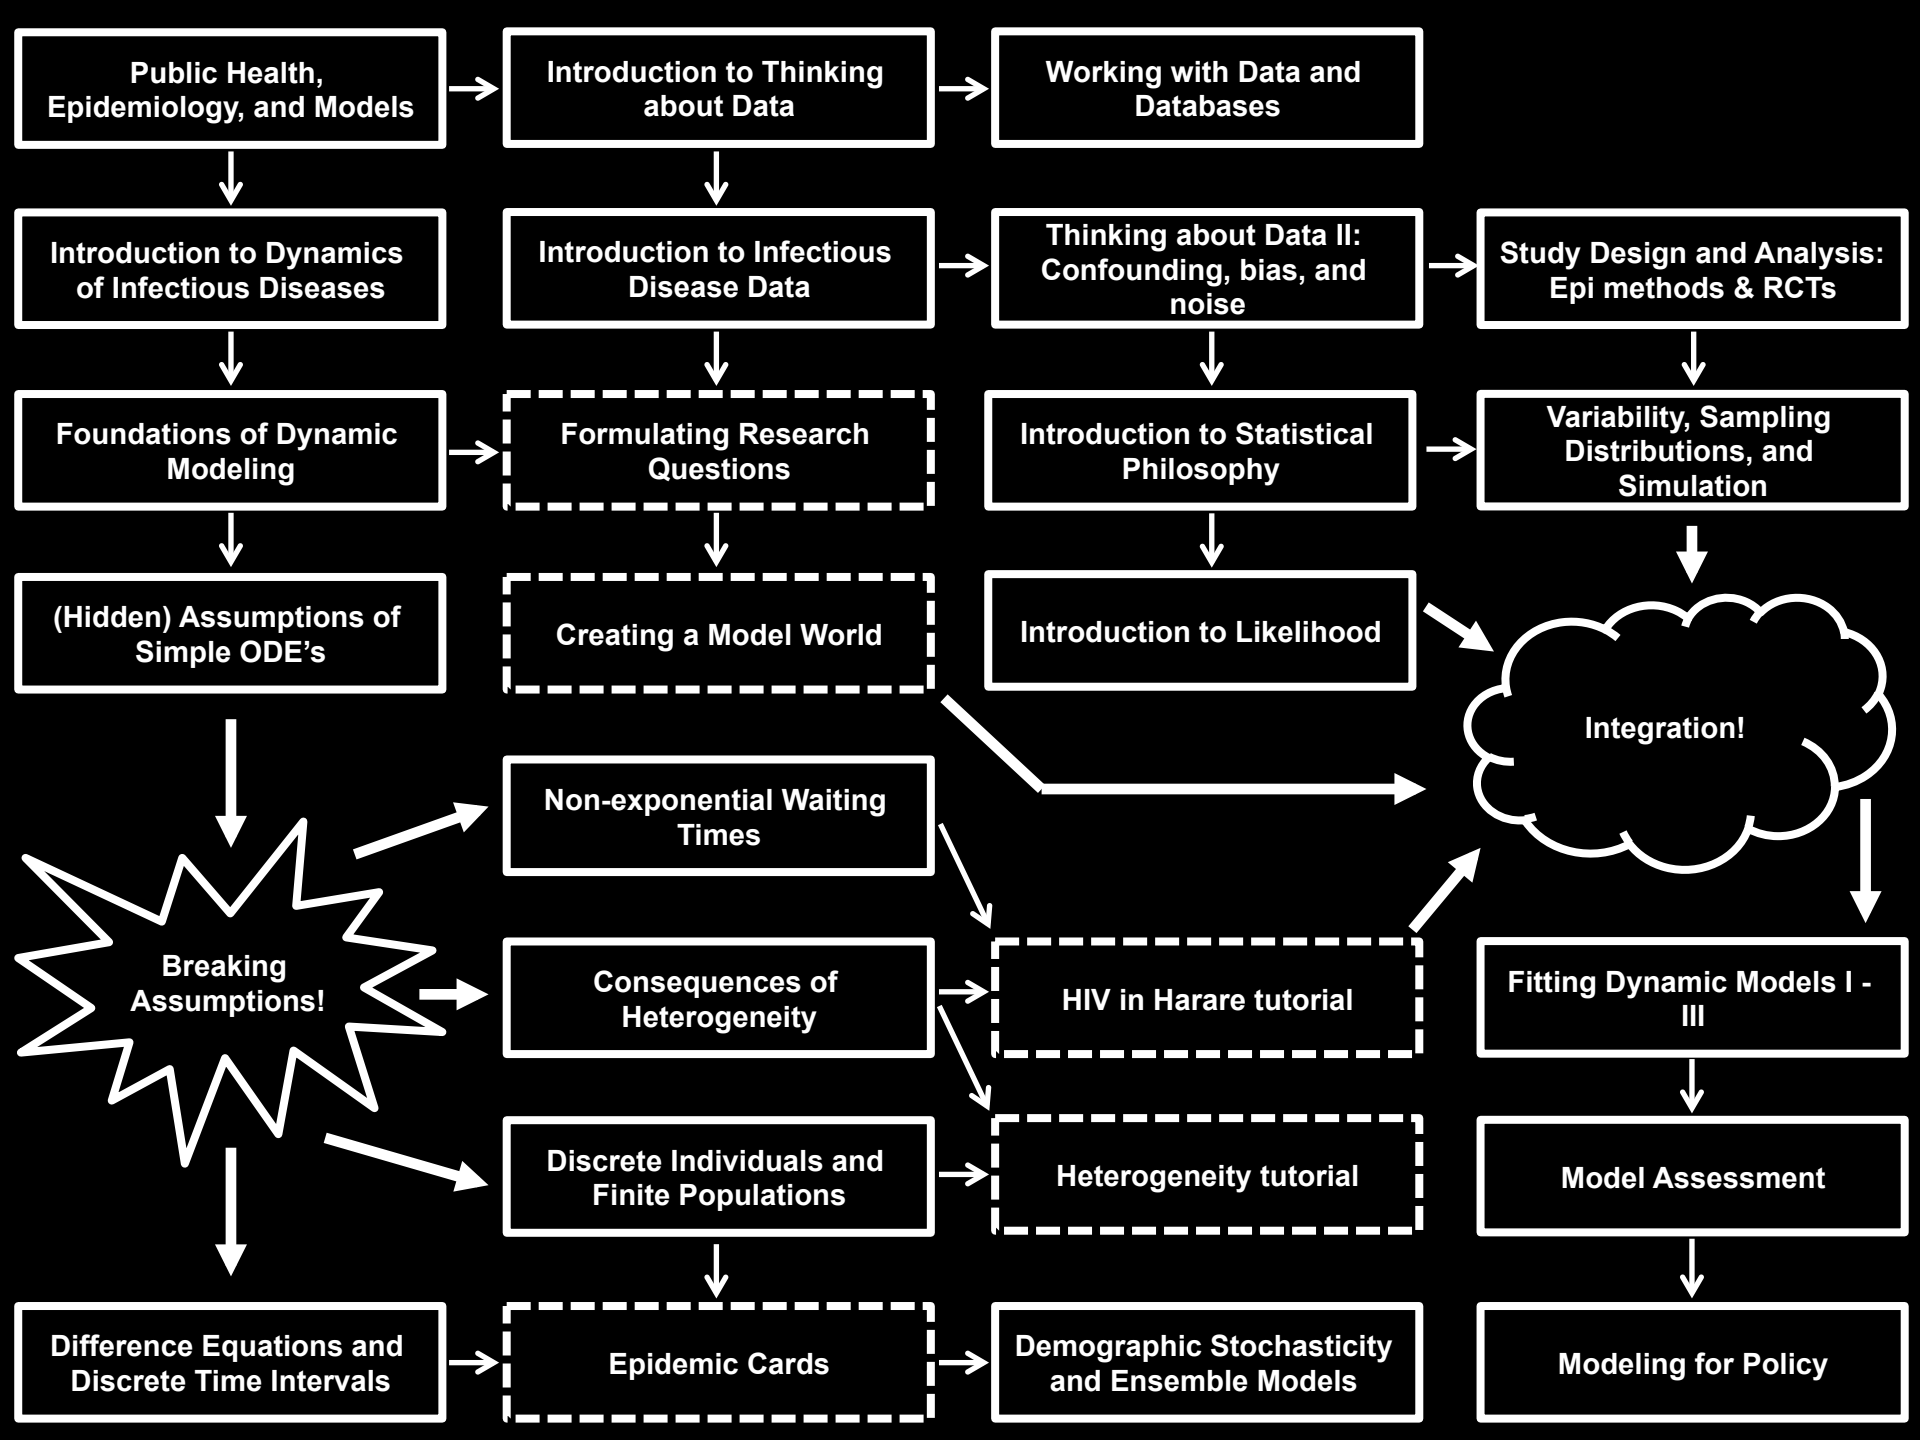 Public Health,
Epidemiology, and Models
Introduction to Thinking
about Data
Working with Data and
Databases
Introduction to Dynamics
of Infectious Diseases
Introduction to Infectious
Disease Data
Thinking about Data II:
Confounding, bias, and
noise
Study Design and Analysis:
Epi methods & RCTs
Foundations of Dynamic
Modeling
Formulating Research
Questions
Introduction to Statistical
Philosophy
Variability, Sampling
Distributions, and
Simulation
(Hidden) Assumptions of
Simple ODE’s
Creating a Model World
Introduction to Likelihood
Integration!
Non-exponential Waiting
Times
Breaking
Assumptions!
Consequences of
Heterogeneity
HIV in Harare tutorial
Fitting Dynamic Models I -
III
Discrete Individuals and
Finite Populations
Heterogeneity tutorial
Model Assessment
Difference Equations and
Discrete Time Intervals
Epidemic Cards
Demographic Stochasticity
and Ensemble Models
Modeling for Policy